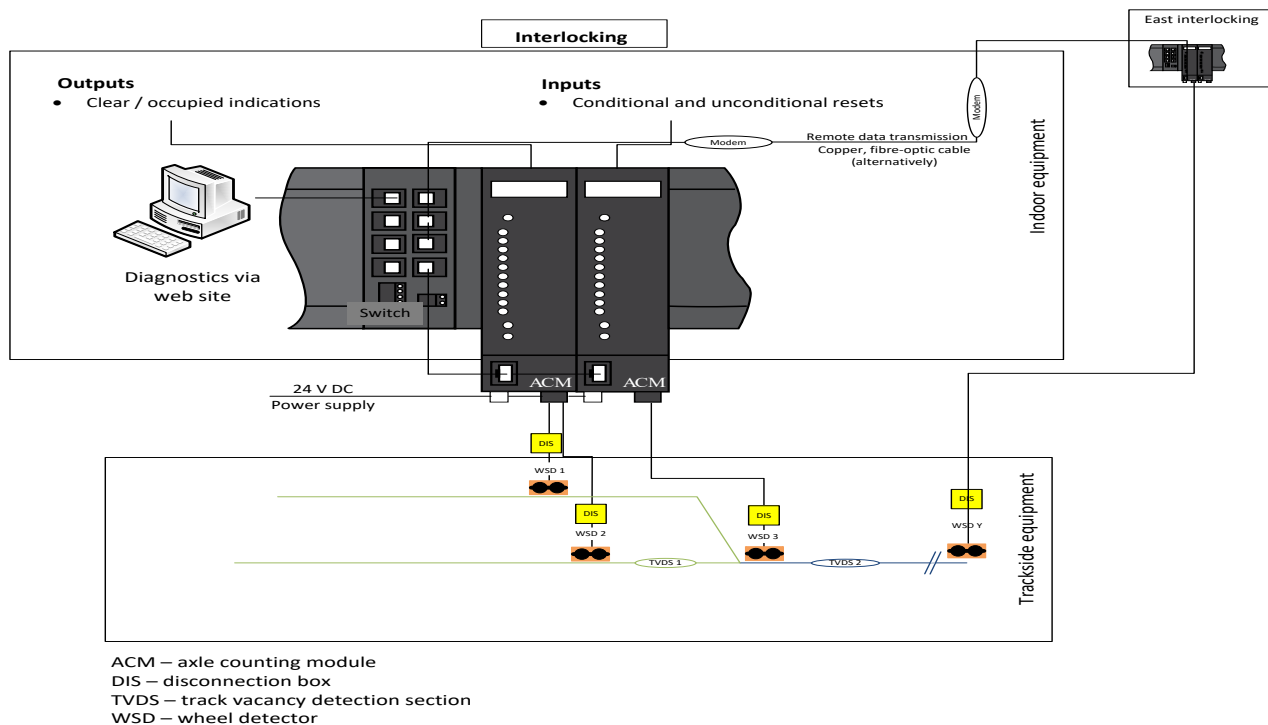 Interlocking
East interlocking
Outputs
• Clear / occupied indications
Inputs
• Conditional and unconditional resets
Modem
Modem
Remote data transmission
Copper, fibre-optic cable
(alternatively)
Indoor equipment
Diagnostics via
web site
Switch
ACM
ACM
24 V DC
Power supply
DIS
WSD 1
DIS
WSD 2
DIS
WSD 3
DIS
WSD Y
TVDS 1
TVDS 2
Trackside equipment
ACM – axle counting module
DIS – disconnection box
TVDS – track vacancy detection section
WSD – wheel detector